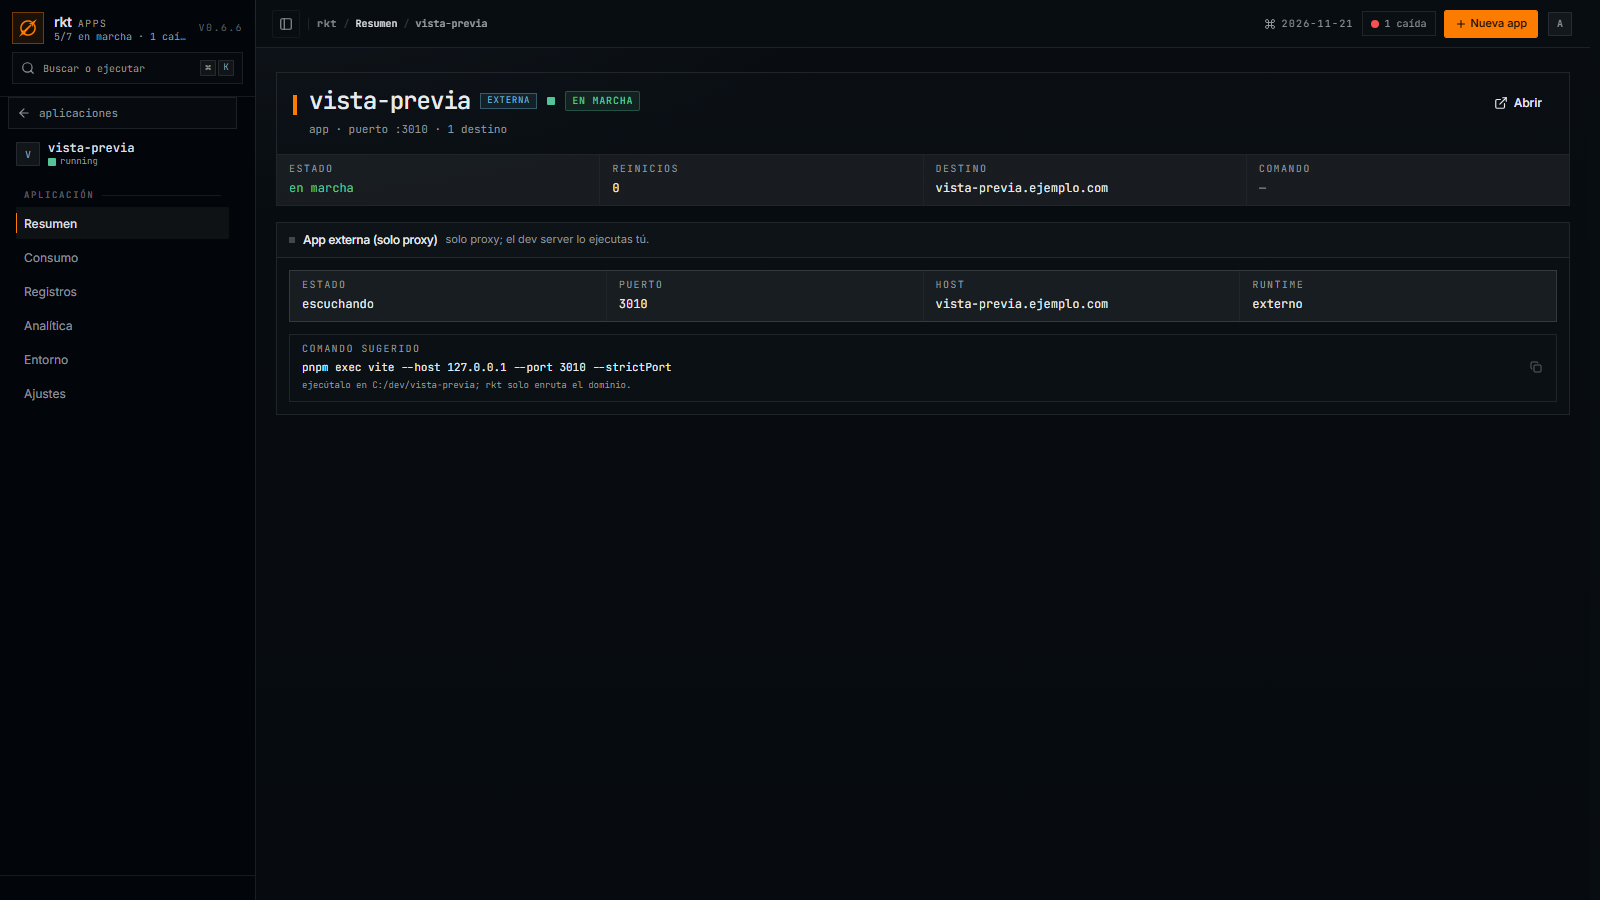 rkt APPS
5/7 en marcha · 1 caí…
V0.6.6
Buscar o ejecutar
⌘ K
aplicaciones
V
vista-previa
running
APLICACIÓN
Resumen
Consumo
Registros
Analítica
Entorno
Ajustes
rkt / Resumen / vista-previa
⌘ 2026-11-21
1 caída
+ Nueva app
A
vista-previa EXTERNA EN MARCHA
app · puerto :3010 · 1 destino
Abrir
ESTADO
en marcha
REINICIOS
0
DESTINO
vista-previa.ejemplo.com
COMANDO
—
App externa (solo proxy) solo proxy; el dev server lo ejecutas tú.
ESTADO
escuchando
PUERTO
3010
HOST
vista-previa.ejemplo.com
RUNTIME
externo
COMANDO SUGERIDO
pnpm exec vite --host 127.0.0.1 --port 3010 --strictPort
ejecútalo en C:/dev/vista-previa; rkt solo enruta el dominio.